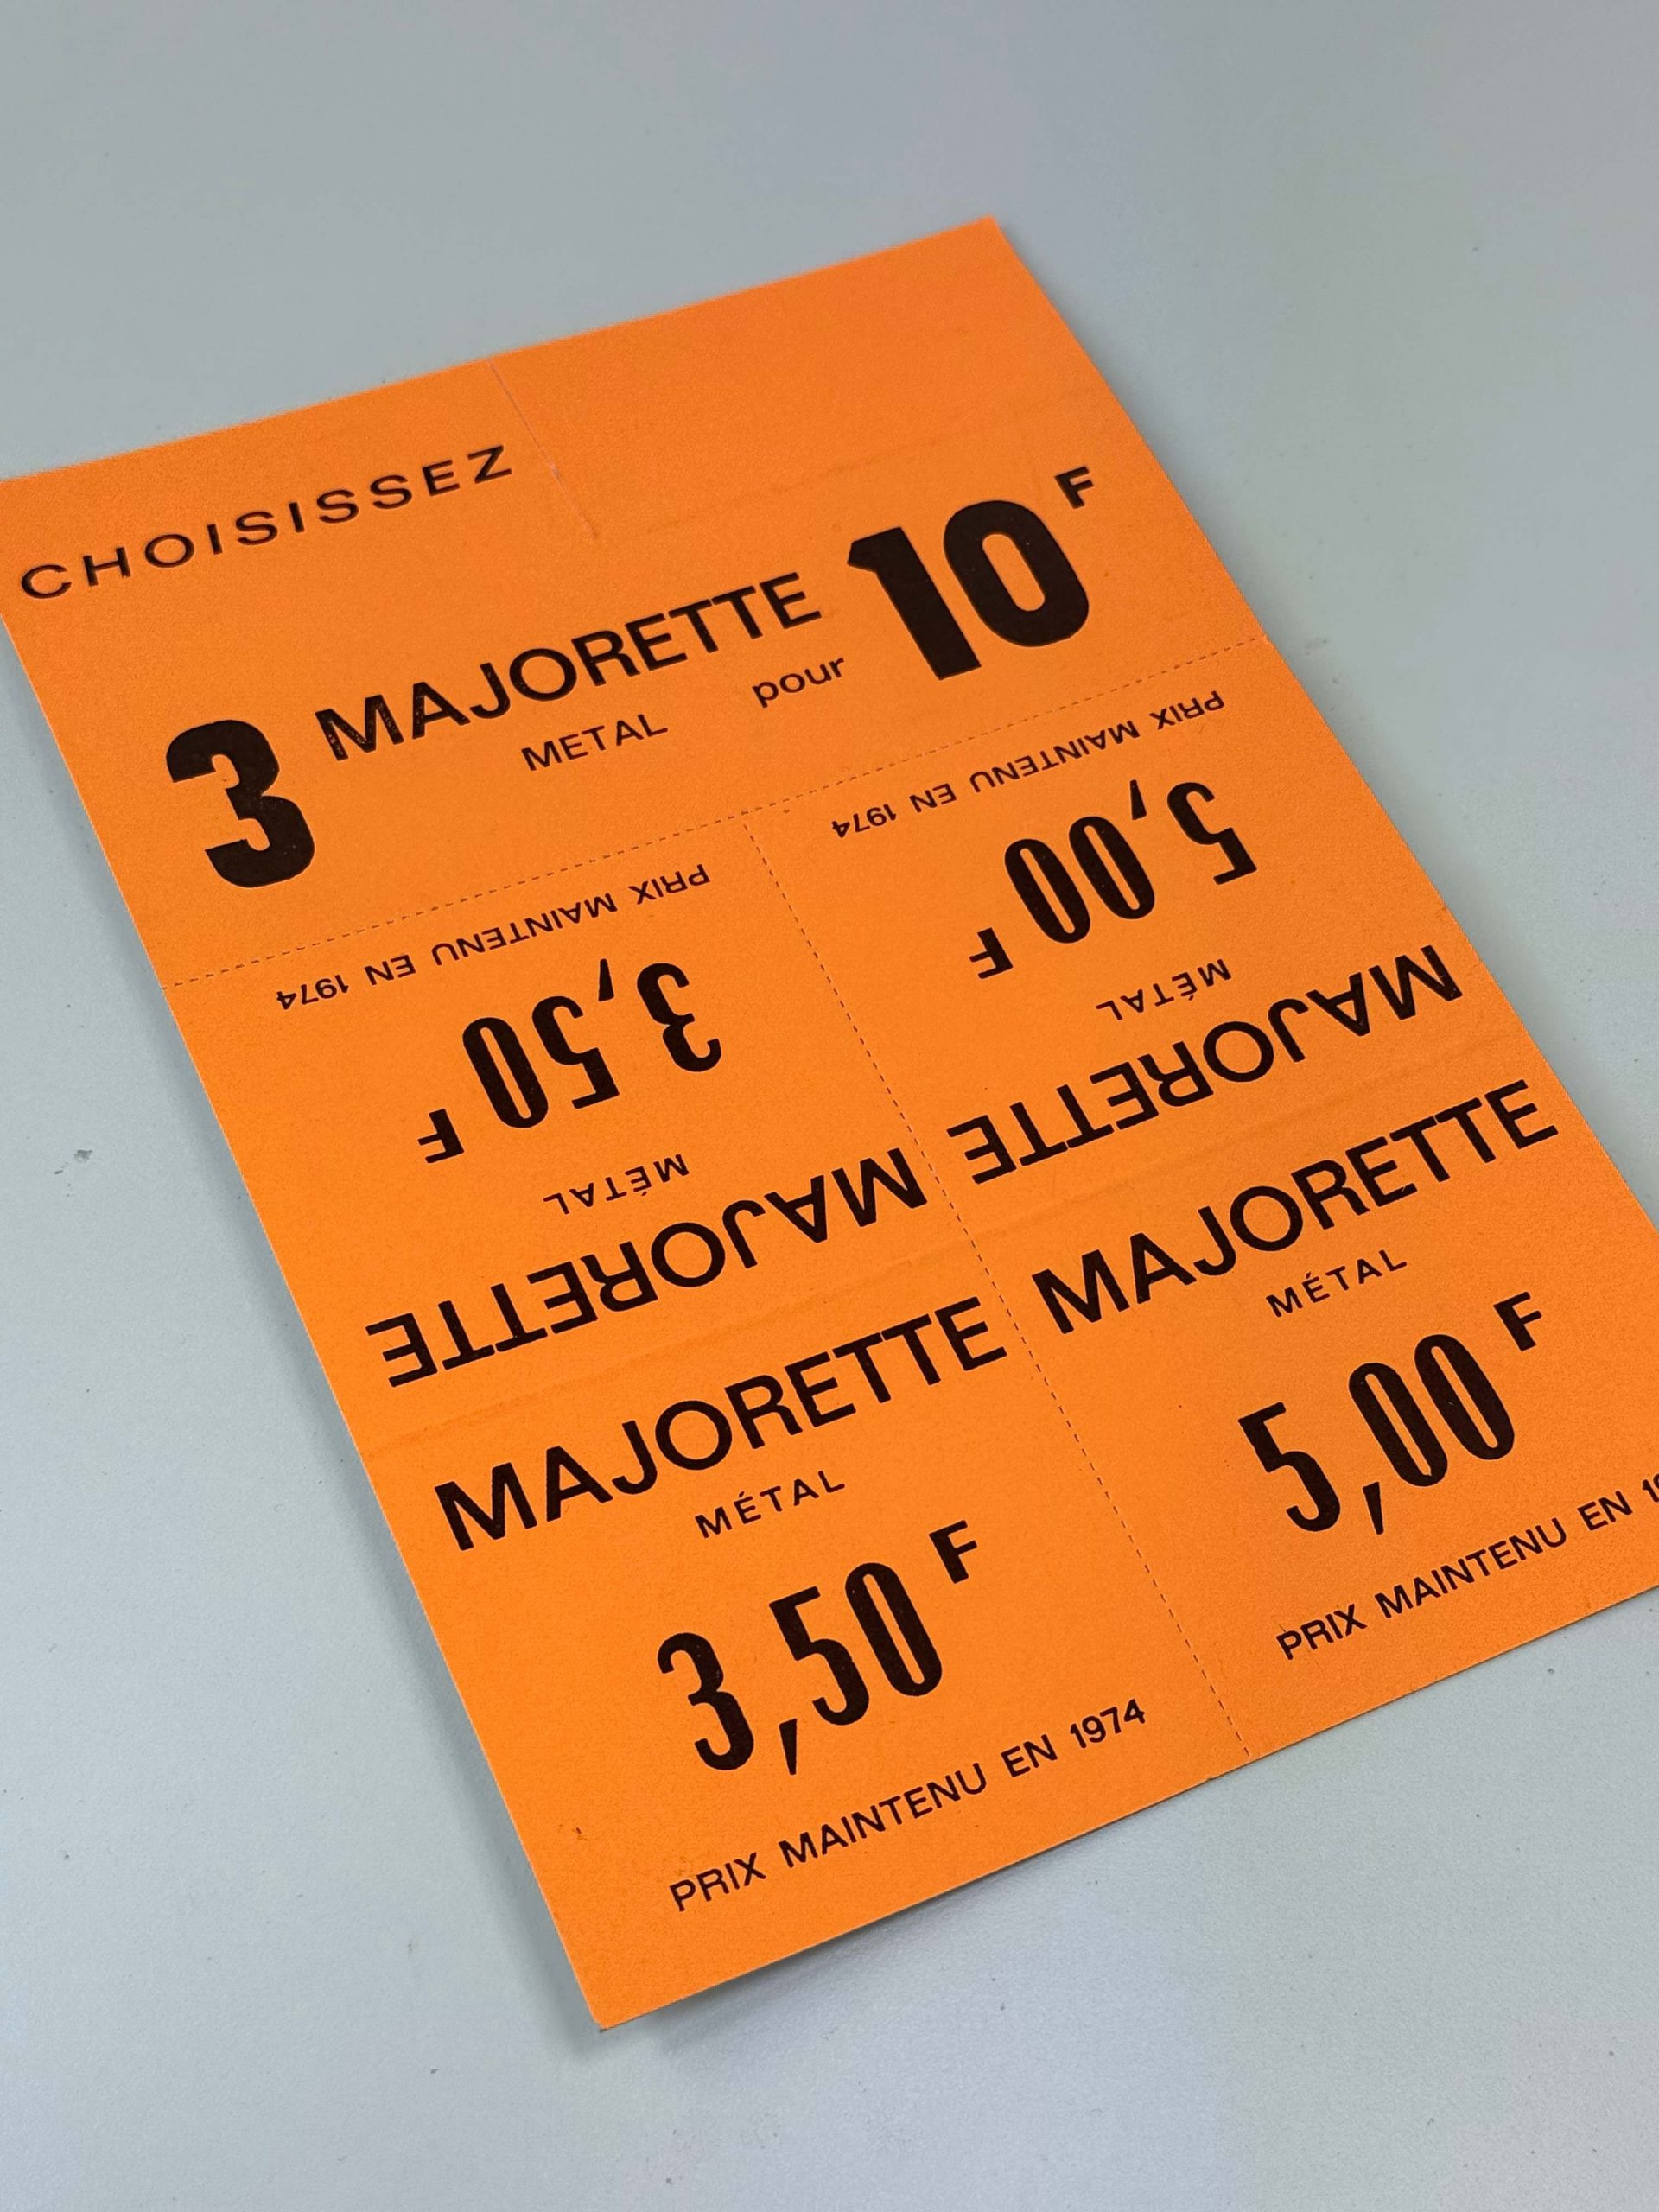 CHOISISSEZ
3 MAJORETTE pour 10 F
METAL
PRIX MAINTENU EN 1974
3,50 F
MÉTAL
MAJORETTE
PRIX MAINTENU EN 1974
5,00 F
MÉTAL
MAJORETTE
MAJORETTE
MÉTAL
3,50 F
PRIX MAINTENU EN 1974
MAJORETTE
MÉTAL
5,00 F
PRIX MAINTENU EN